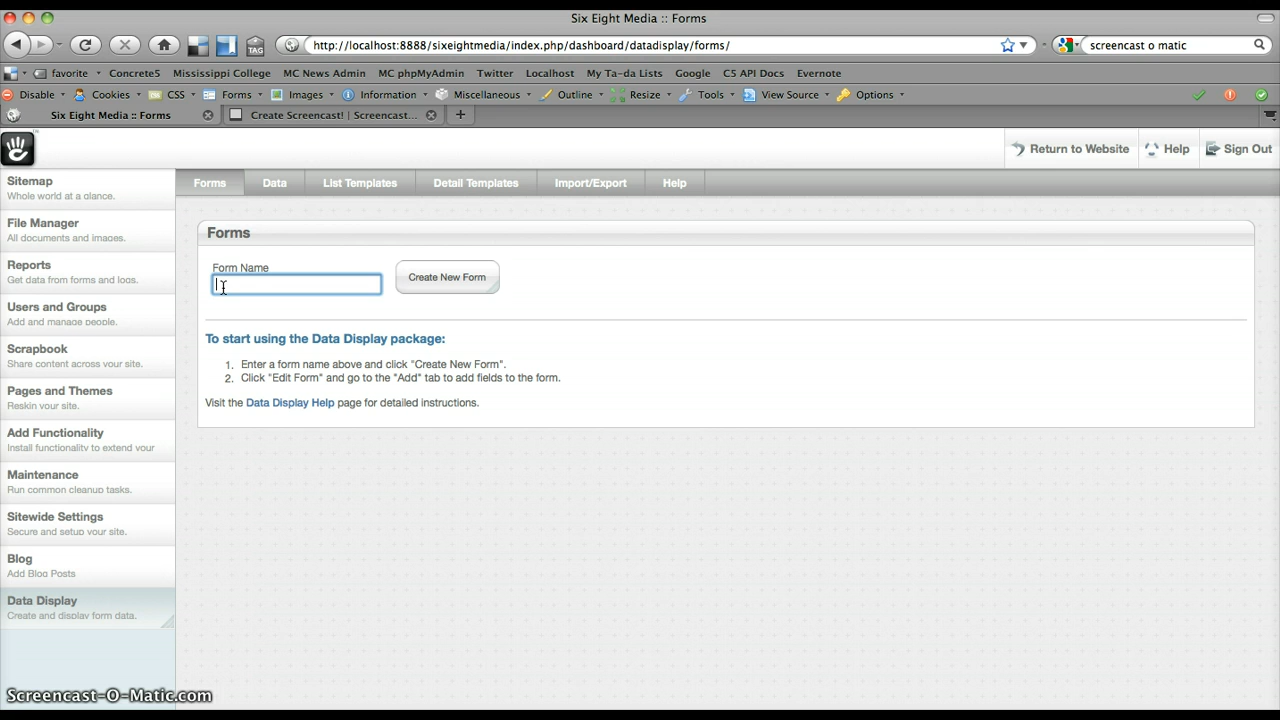 Six Eight Media :: Forms
http://localhost:8888/sixeightmedia/index.php/dashboard/datadisplay/forms/
screencast o matic
favorite Concrete5 Mississippi College MC News Admin MC phpMyAdmin Twitter Localhost My Ta-da Lists Google C5 API Docs Evernote
Disable Cookies CSS Forms Images Information Miscellaneous Outline Resize Tools View Source Options
Six Eight Media :: Forms Create Screencast! | Screencast...
Return to Website Help Sign Out
Forms Data List Templates Detail Templates Import/Export Help
Sitemap
Whole world at a glance.
File Manager
All documents and images.
Reports
Get data from forms and logs.
Users and Groups
Add and manage people.
Scrapbook
Share content across your site.
Pages and Themes
Reskin your site.
Add Functionality
Install functionality to extend your
Maintenance
Run common cleanup tasks.
Sitewide Settings
Secure and setup your site.
Blog
Add Blog Posts
Data Display
Create and display form data.
Forms
Form Name
Create New Form
To start using the Data Display package:
1. Enter a form name above and click "Create New Form".
2. Click "Edit Form" and go to the "Add" tab to add fields to the form.
Visit the Data Display Help page for detailed instructions.
Screencast-O-Matic.com
TAG